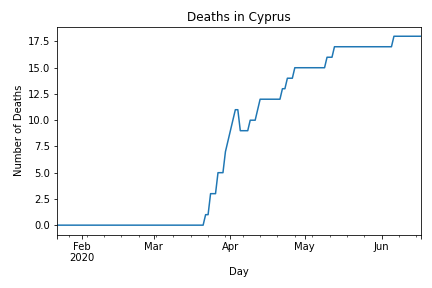 Deaths in Cyprus
Number of Deaths
17.5
15.0
12.5
10.0
7.5
5.0
2.5
0.0
Feb
2020
Mar
Apr
May
Jun
Day